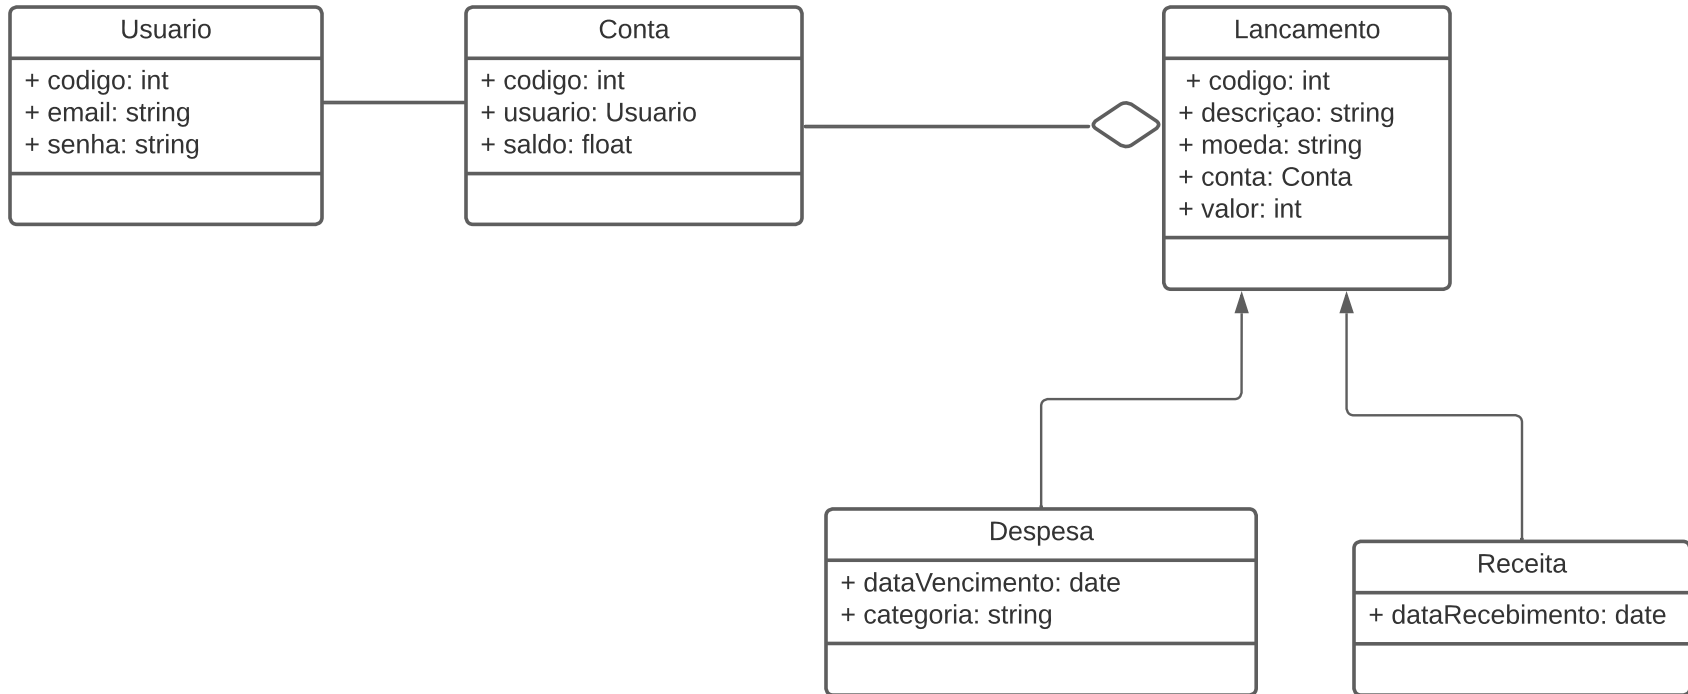 Usuario
+ codigo: int
+ email: string
+ senha: string
Conta
+ codigo: int
+ usuario: Usuario
+ saldo: float
Lancamento
+ codigo: int
+ descriçao: string
+ moeda: string
+ conta: Conta
+ valor: int
Despesa
+ dataVencimento: date
+ categoria: string
Receita
+ dataRecebimento: date